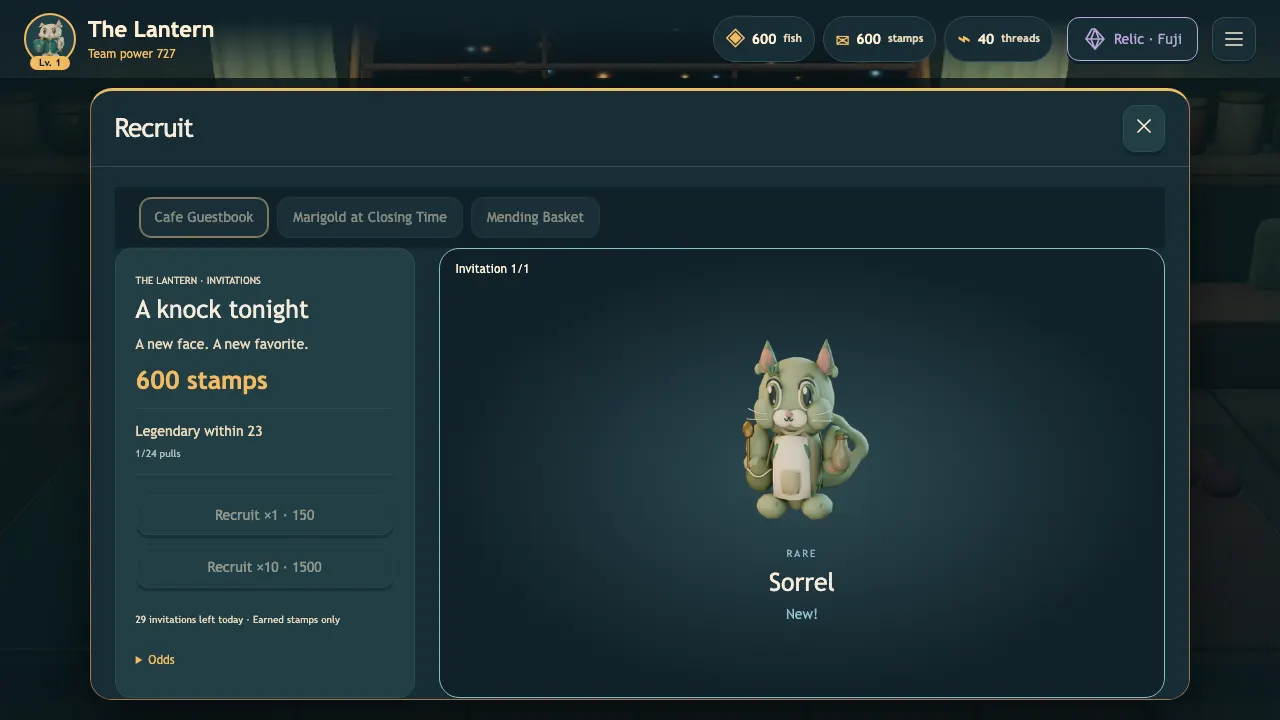 The Lantern
Team power 727
Lv. 1
600 fish
600 stamps
40 threads
Relic · Fuji
Recruit
Cafe Guestbook
Marigold at Closing Time
Mending Basket
THE LANTERN · INVITATIONS
A knock tonight
A new face. A new favorite.
600 stamps
Legendary within 23
1/24 pulls
Recruit ×1 · 150
Recruit ×10 · 1500
29 invitations left today · Earned stamps only
Odds
Invitation 1/1
RARE
Sorrel
New!